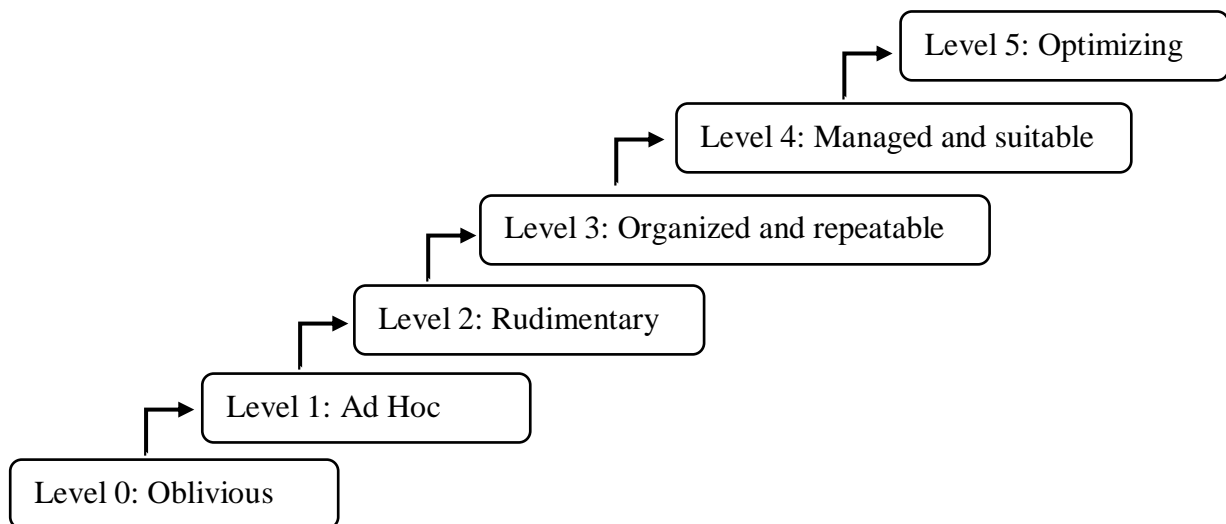 Level 5: Optimizing
Level 4: Managed and suitable
Level 3: Organized and repeatable
Level 2: Rudimentary
Level 1: Ad Hoc
Level 0: Oblivious